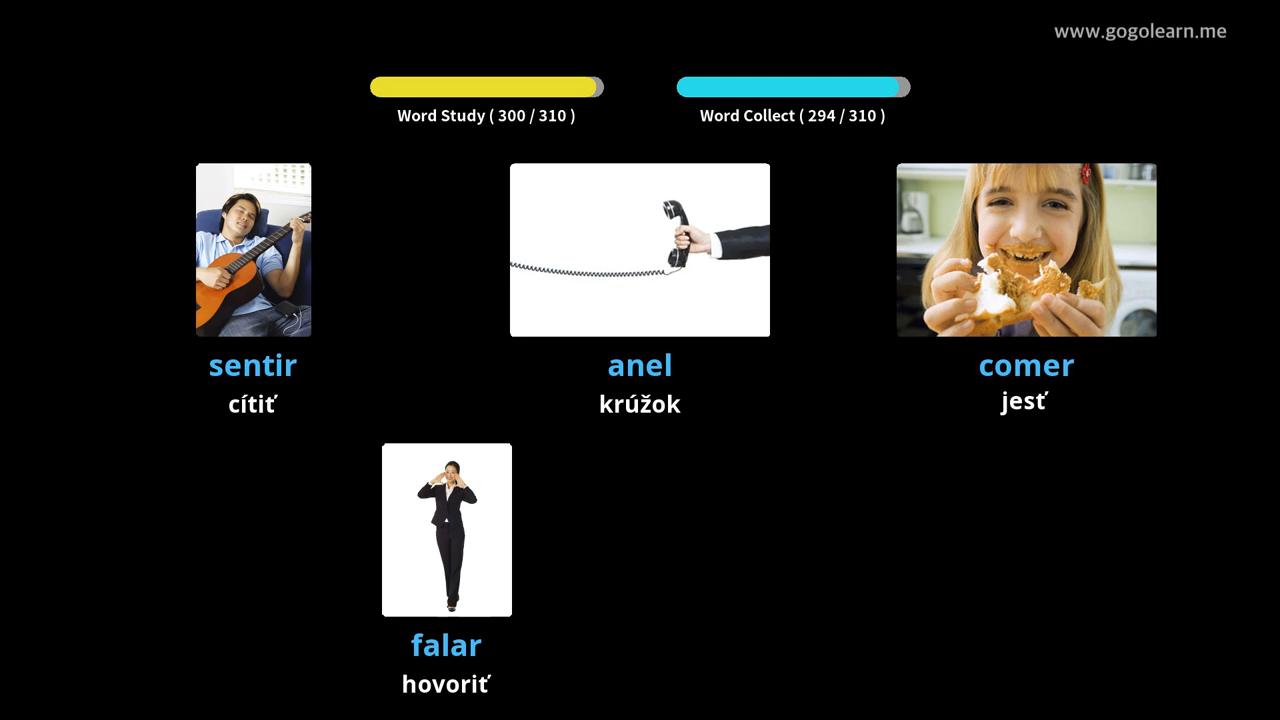 www.gogolearn.me
Word Study ( 300 / 310 )
Word Collect ( 294 / 310 )
sentir
cítiť
anel
krúžok
comer
jesť
falar
hovoriť